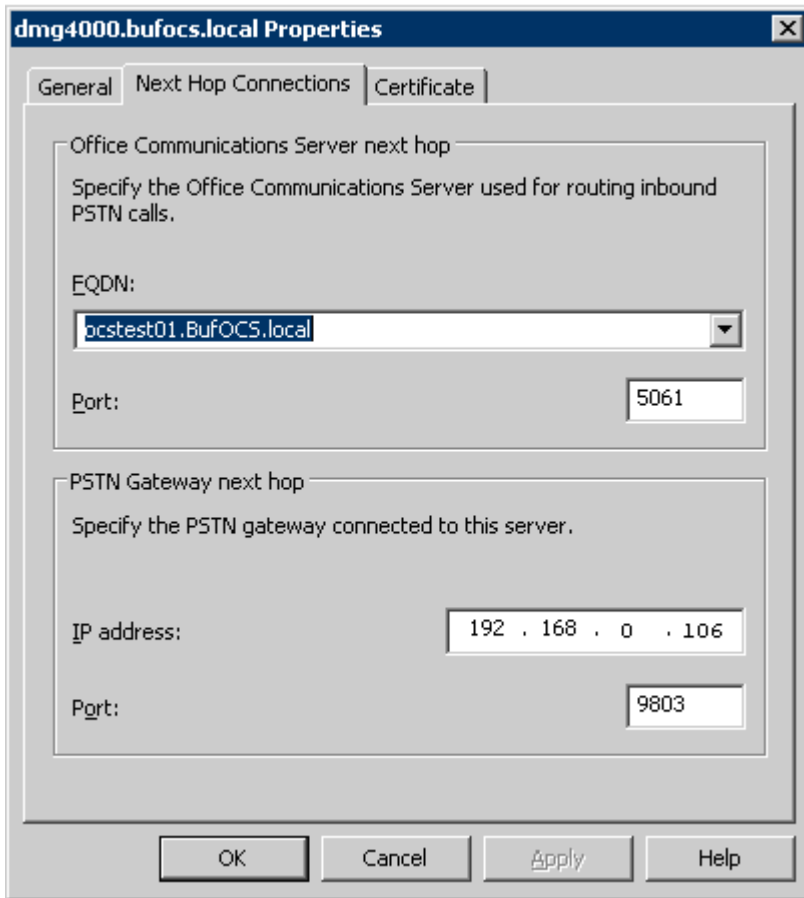 dmg4000.bufocs.local Properties
General
Next Hop Connections
Certificate
Office Communications Server next hop
Specify the Office Communications Server used for routing inbound
PSTN calls.
FQDN:
ocstest01.BufOCS.local
Port:
5061
PSTN Gateway next hop
Specify the PSTN gateway connected to this server.
IP address:
192 . 168 . 0 . 106
Port:
9803
OK
Cancel
Apply
Help